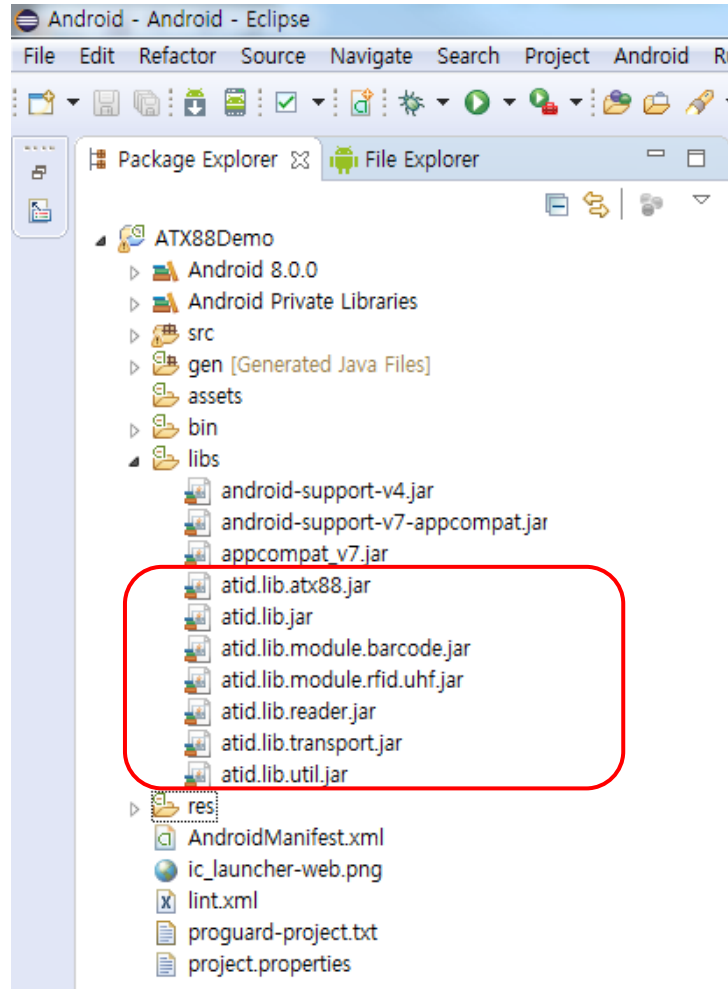 Android - Android - Eclipse
File Edit Refactor Source Navigate Search Project Android
Package Explorer File Explorer
ATX88Demo
Android 8.0.0
Android Private Libraries
src
gen [Generated Java Files]
assets
bin
libs
android-support-v4.jar
android-support-v7-appcompat.jar
appcompat_v7.jar
atid.lib.atx88.jar
atid.lib.jar
atid.lib.module.barcode.jar
atid.lib.module.rfid.uhf.jar
atid.lib.reader.jar
atid.lib.transport.jar
atid.lib.util.jar
res
AndroidManifest.xml
ic_launcher-web.png
lint.xml
proguard-project.txt
project.properties